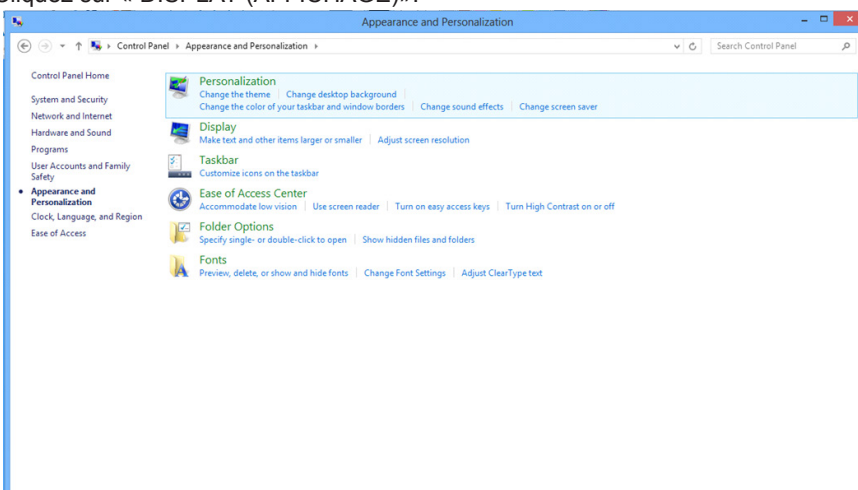 Cliquez sur « DISPLAY (AFFICHAGE)».
Appearance and Personalization
Control Panel Appearance and Personalization
Search Control Panel
Control Panel Home
System and Security
Network and Internet
Hardware and Sound
Programs
User Accounts and Family
Safety
Appearance and
Personalization
Clock, Language, and Region
Ease of Access
Personalization
Change the theme Change desktop background
Change the color of your taskbar and window borders Change sound effects Change screen saver
Display
Make text and other items larger or smaller Adjust screen resolution
Taskbar
Customize icons on the taskbar
Ease of Access Center
Accommodate low vision Use screen reader Turn on easy access keys Turn High Contrast on or off
Folder Options
Specify single- or double-click to open Show hidden files and folders
Fonts
Preview, delete, or show and hide fonts Change Font Settings Adjust ClearType text